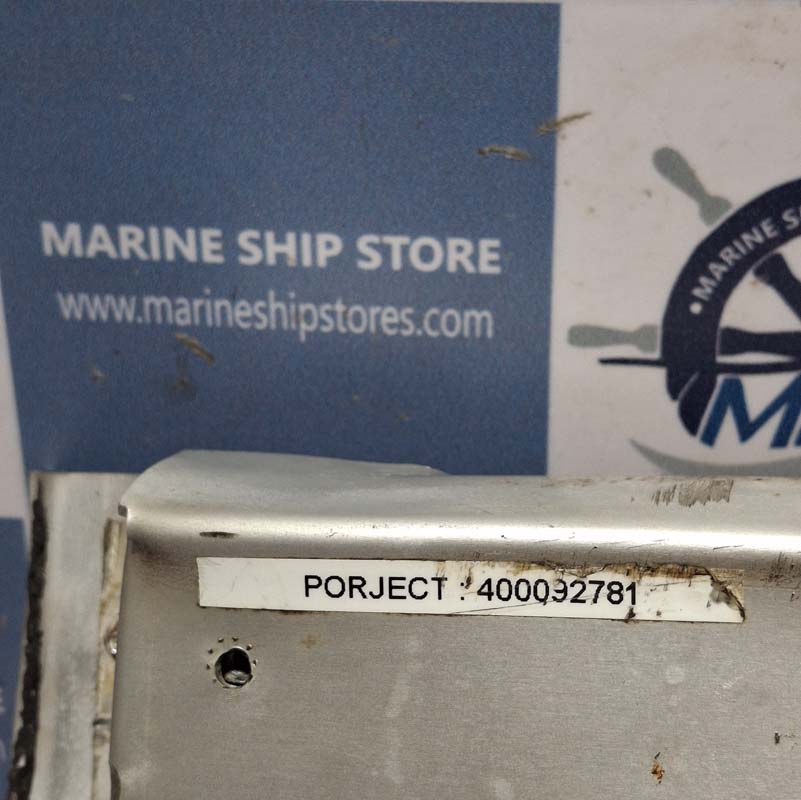 MARINE SHIP STORE
www.marineshipstores.com
•MARINE S
PORJECT : 400092781